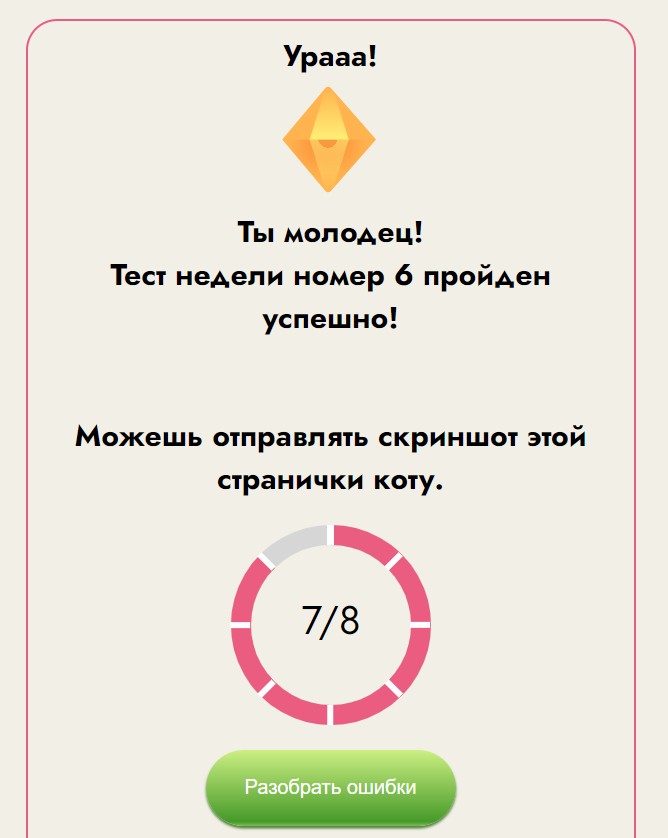 Урааа!
Ты молодец!
Тест недели номер 6 пройден
успешно!
Можешь отправлять скриншот этой
странички коту.
7/8
Разобрать ошибки